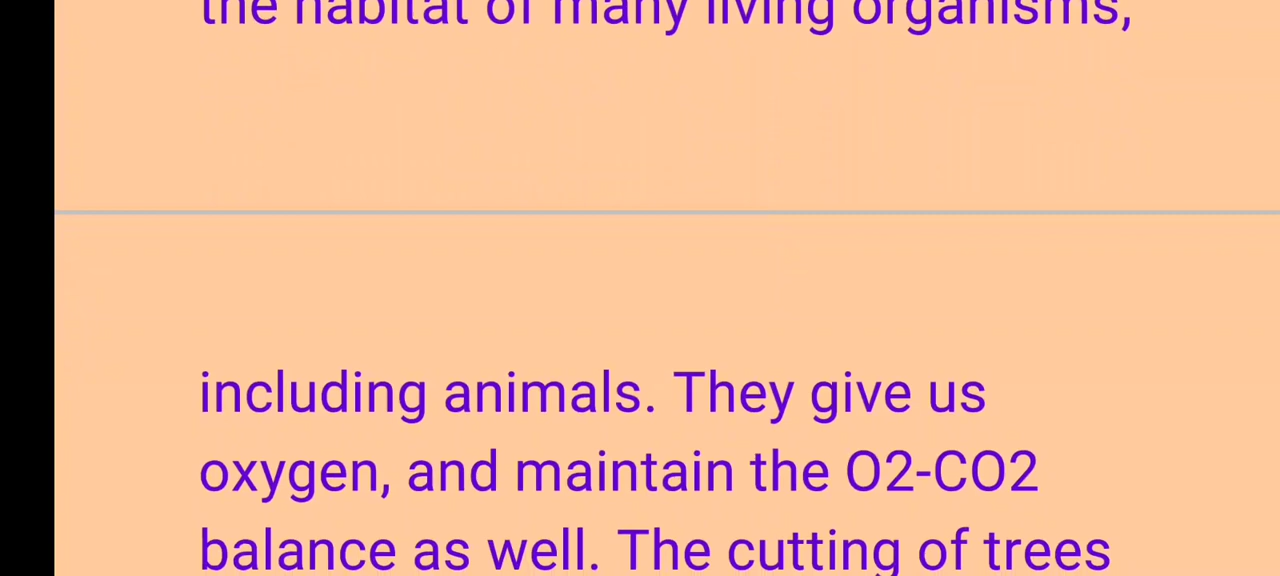 the habitat of many living organisms,
including animals. They give us
oxygen, and maintain the O2-CO2
balance as well. The cutting of trees